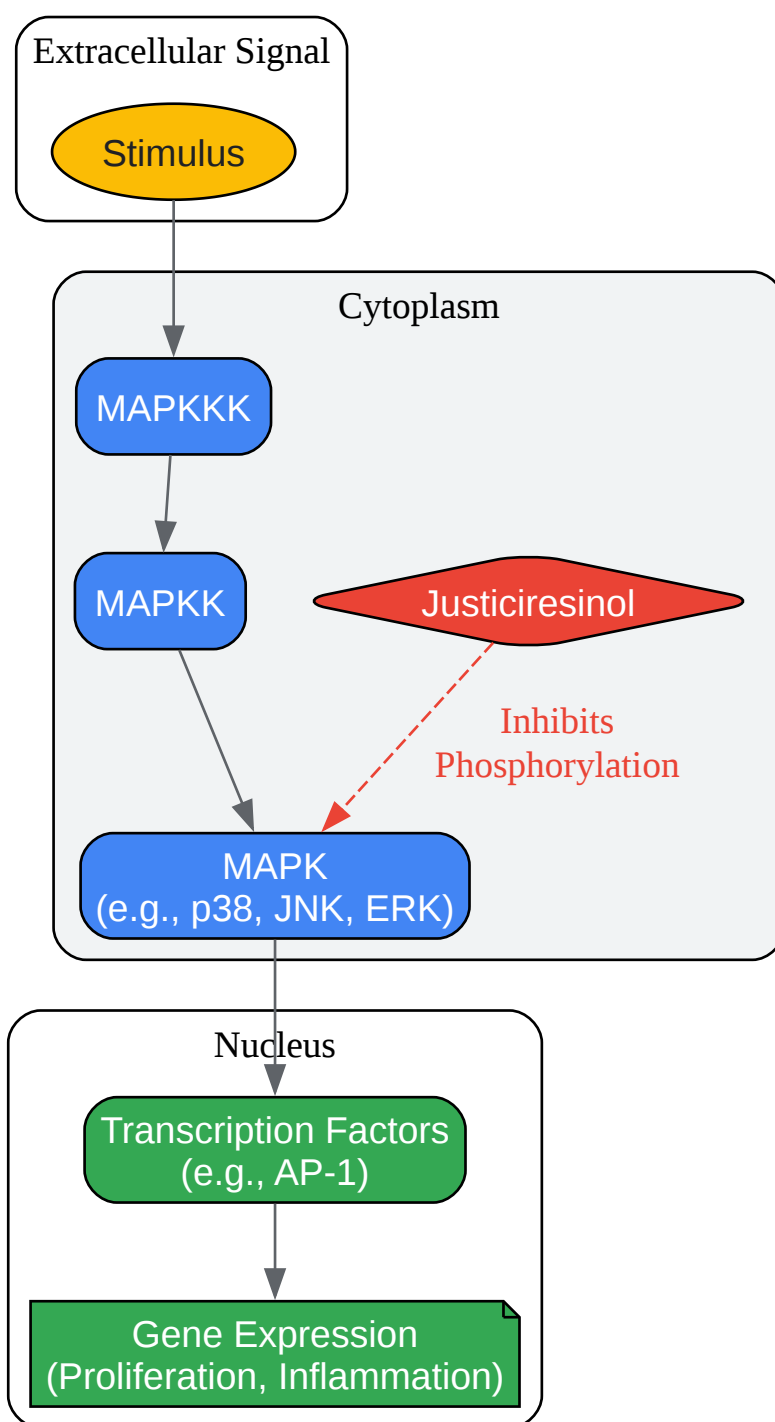 Extracellular Signal
Stimulus
Cytoplasm
MAPKKK
MAPKK
Justiciresinol
Inhibits
Phosphorylation
MAPK
(e.g., p38, JNK, ERK)
Nucleus
Transcription Factors
(e.g., AP-1)
Gene Expression
(Proliferation, Inflammation)